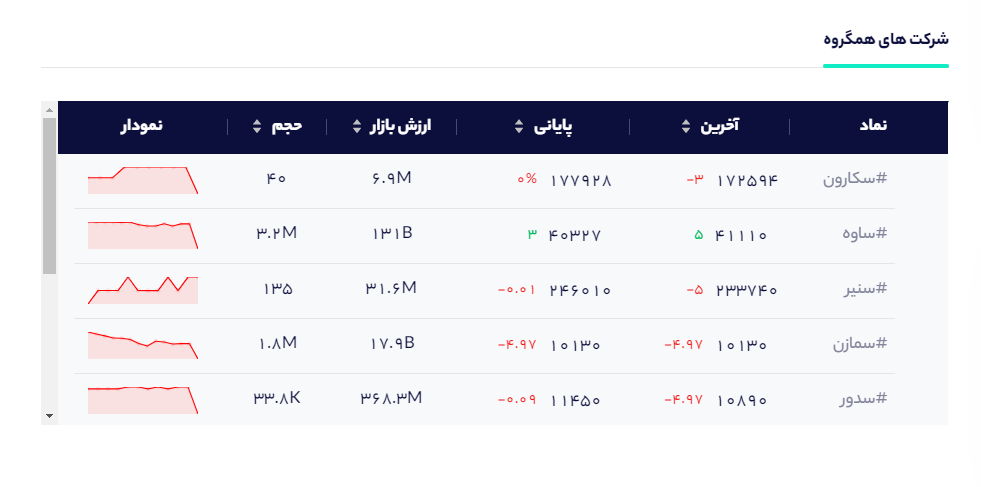 شرکت های همگروه
نماد آخرین پایانی ارزش بازار حجم نمودار
#سکارون ۱۷۲۵۹۴ -۳ ۱۷۷۹۲۸ ۰% ۶.۹M ۴۰
#ساوه ۴۱۱۱۰ ۵ ۴۰۳۲۷ ۳ ۱۳۱B ۳.۲M
#سنیر ۲۳۳۷۴۰ -۵ ۲۴۶۰۱۰ -۰.۰۱ ۳۱.۶M ۱۳۵
#سمازن ۱۰۱۳۰ -۴.۹۷ ۱۰۱۳۰ -۴.۹۷ ۱۷.۹B ۱.۸M
#سدور ۱۰۸۹۰ -۴.۹۷ ۱۱۴۵۰ -۰.۰۹ ۳۶۸.۳M ۳۳.۸K